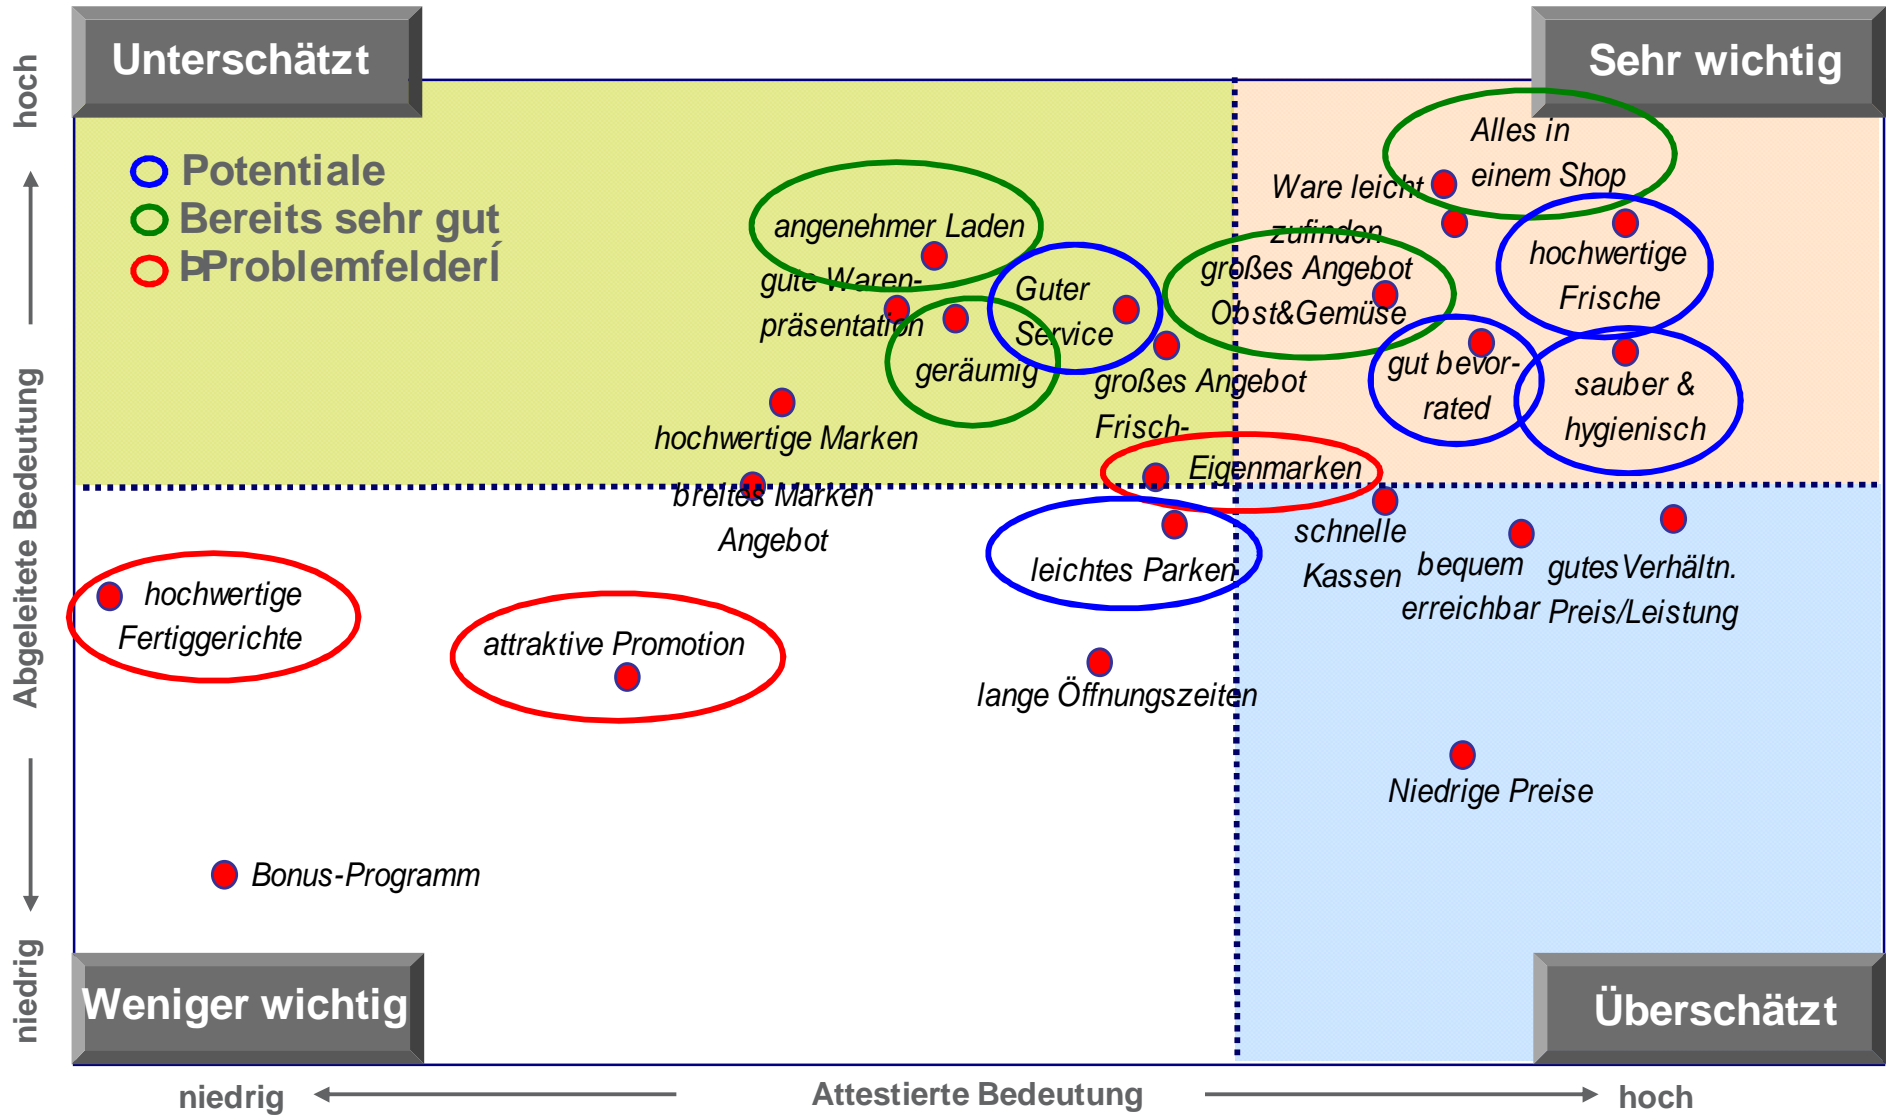 Unterschätzt
Sehr wichtig
hoch
Potentiale
Bereits sehr gut
ÞProblemfelderÍ
Alles in
einem Shop
Ware leicht
zufinden
angenehmer Laden
hochwertige
Frische
gute Waren-
präsentation
Guter
Service
großes Angebot
Obst&Gemüse
geräumig
großes Angebot
Frisch-
gut bevor-
rated
sauber &
hygienisch
hochwertige Marken
Eigenmarken
breites Marken
Angebot
Abgeleitete Bedeutung
leichtes Parken
schnelle
Kassen
bequem
erreichbar
gutesVerhältn.
Preis/Leistung
hochwertige
Fertiggerichte
attraktive Promotion
lange Öffnungszeiten
Niedrige Preise
Bonus-Programm
niedrig
Weniger wichtig
Überschätzt
niedrig
Attestierte Bedeutung
hoch